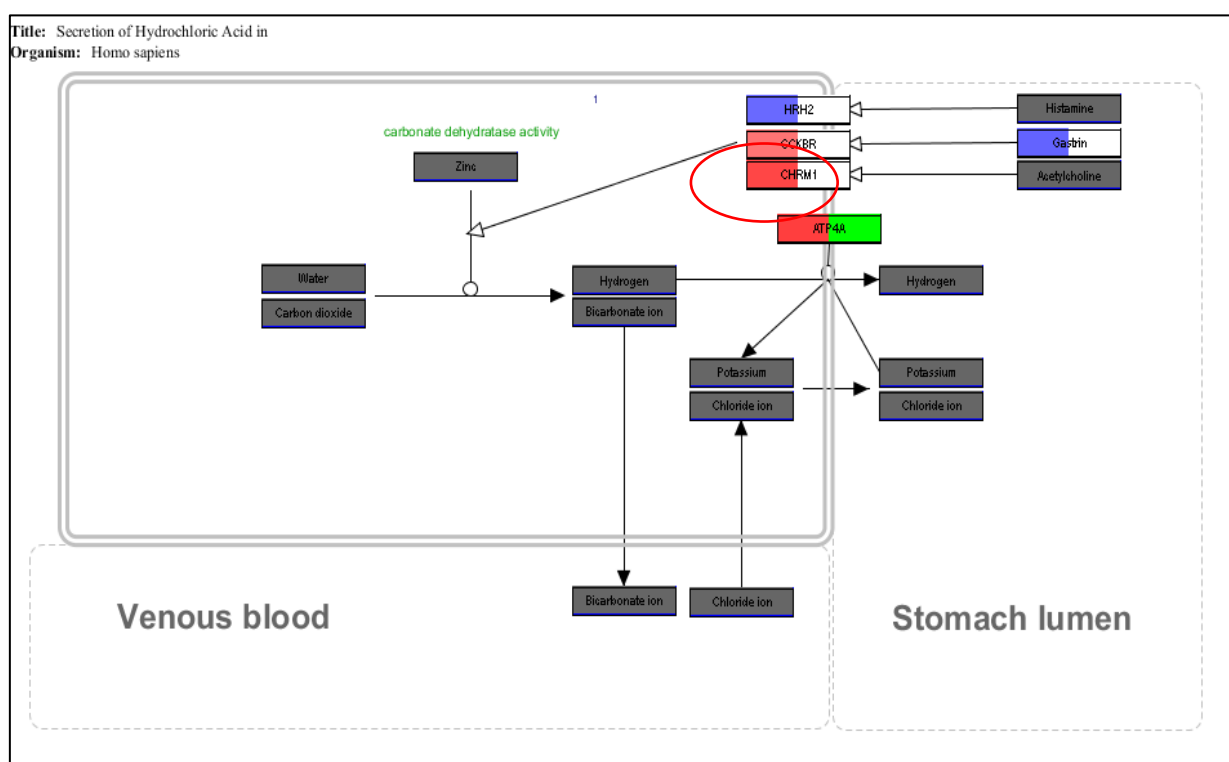 Title: Secretion of Hydrochloric Acid in
Organism: Homo sapiens
1
HRH2
Histamine
carbonate dehydratase activity
CCKBR
Gastrin
Zinc
CHRM1
Acetylcholine
ATP4A
Water
Hydrogen
Hydrogen
Carbon dioxide
Bicarbonate ion
Potassium
Potassium
Chloride ion
Chloride ion
Bicarbonate ion
Chloride ion
Venous blood
Stomach lumen